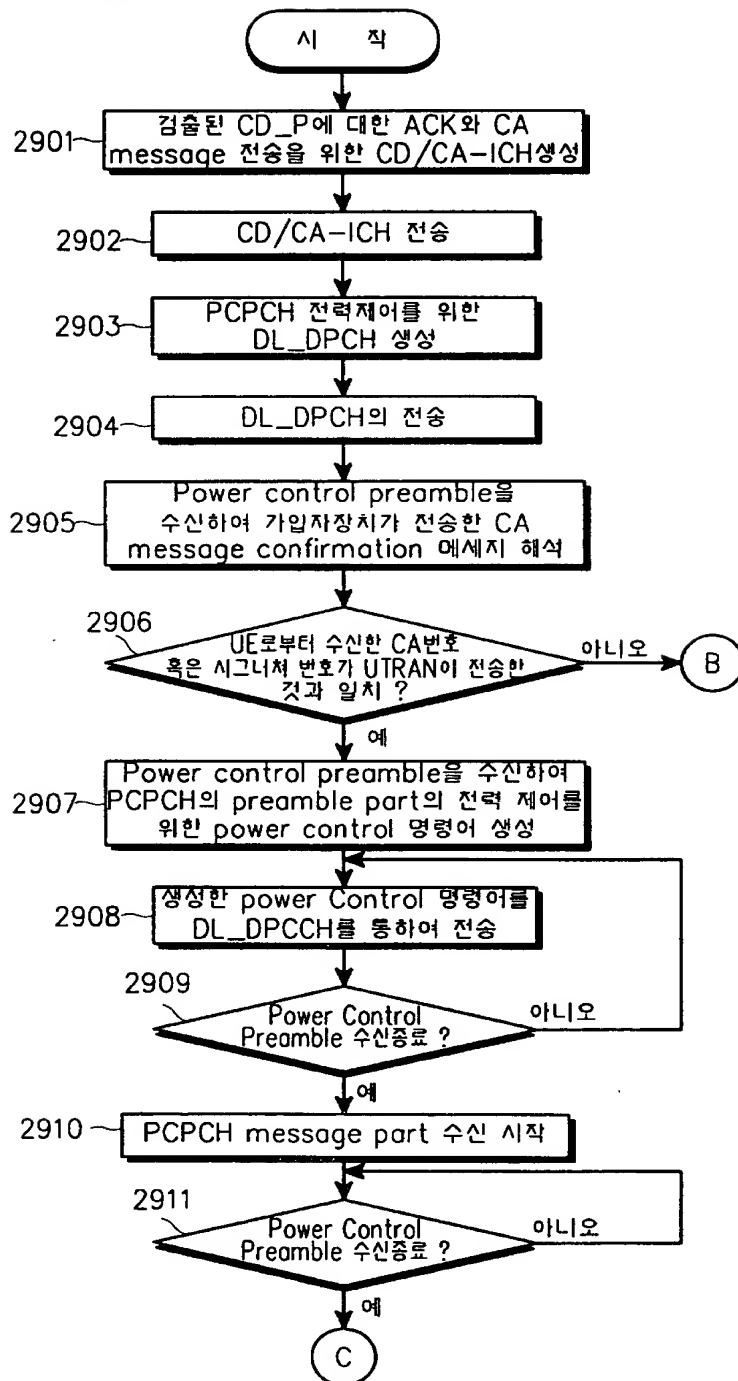 시 작
2901
검출된 CD_P에 대한 ACK와 CA
message 전송을 위한 CD/CA-ICH생성
2902
CD/CA-ICH 전송
2903
PCPCH 전력제어를 위한
DL_DPCH 생성
2904
DL_DPCH의 전송
2905
Power control preamble을
수신하여 가입자장치가 전송한 CA
message confirmation 메세지 해석
2906
UE로부터 수신한 CA번호
혹은 시그너쳐 번호가 UTRAN이 전송한
것과 일치 ?
아니오
B
예
2907
Power control preamble을 수신하여
PCPCH의 preamble part의 전력 제어를
위한 power control 명령어 생성
2908
생성한 power Control 명령어를
DL_DPCCH를 통하여 전송
2909
Power Control
Preamble 수신종료 ?
아니오
예
2910
PCPCH message part 수신 시작
2911
Power Control
Preamble 수신종료 ?
아니오
예
C